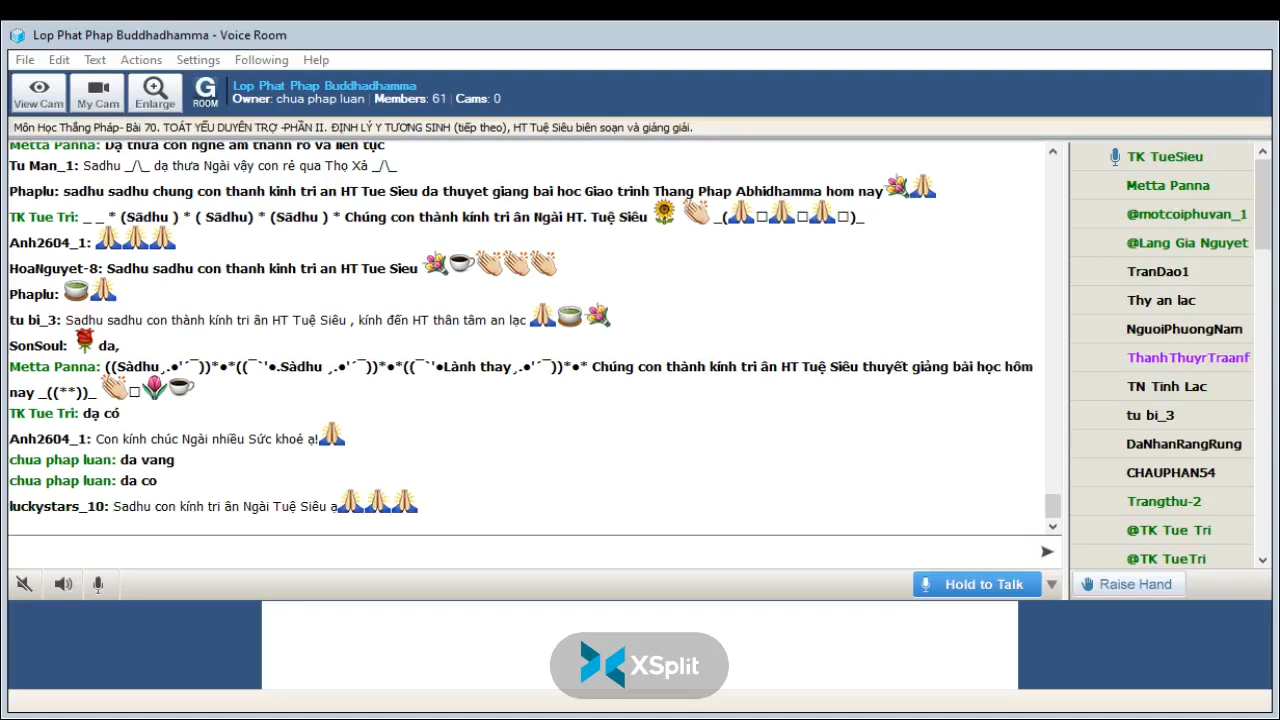 Lop Phat Phap Buddhadhamma - Voice Room
File Edit Text Actions Settings Following Help
View Cam My Cam Enlarge G ROOM
Lop Phat Phap Buddhadhamma
Owner: chua phap luan | Members: 61 | Cams: 0
Môn Học Thắng Pháp- Bài 70. TOÁT YẾU DUYÊN TRỢ -PHẦN II. ĐỊNH LÝ Y TƯƠNG SINH (tiếp theo), HT Tuệ Siêu biên soạn và giảng giải.
Metta Panna: Dạ thưa con nghe âm thanh rõ và liên tục
Tu Man_1: Sadhu _/\_ dạ thưa Ngài vậy con rẻ qua Thọ Xả _/\_
Phaplu: sadhu sadhu chung con thanh kinh tri an HT Tue Sieu da thuyet giang bai hoc Giao trinh Thang Phap Abhidhamma hom nay 💐🙏
TK Tue Tri: _ _ * (Sādhu ) * ( Sādhu) * (Sādhu ) * Chúng con thành kính tri ân Ngài HT. Tuệ Siêu 🌻 👏 _(🙏□🙏□🙏□)_
Anh2604_1: 🙏🙏🙏
HoaNguyet-8: Sadhu sadhu con thanh kinh tri an HT Tue Sieu 💐☕👏👏👏
Phaplu: 🍵🙏
tu bi_3: Sadhu sadhu con thành kính tri ân HT Tuệ Siêu , kính đến HT thân tâm an lạc 🙏🍵💐
SonSoul: 🌹 da,
Metta Panna: ((Sàdhu¸.●'´¯))*●*((¯`'●.Sàdhu ¸.●'´¯))*●*((¯`'●Lành thay¸.●'´¯))*●* Chúng con thành kính tri ân HT Tuệ Siêu thuyết giảng bài học hôm
nay _((**))_ 👏□🌷☕
TK Tue Tri: dạ có
Anh2604_1: Con kính chúc Ngài nhiều Sức khoẻ ạ!🙏
chua phap luan: da vang
chua phap luan: da co
luckystars_10: Sadhu con kính tri ân Ngài Tuệ Siêu ạ🙏🙏🙏
Hold to Talk
TK TueSieu
Metta Panna
@motcoiphuvan_1
@Lang Gia Nguyet
TranDao1
Thy an lac
NguoiPhuongNam
ThanhThuyrTraanf
TN Tinh Lac
tu bi_3
DaNhanRangRung
CHAUPHAN54
Trangthu-2
@TK Tue Tri
@TK TueTri
Raise Hand
XSplit